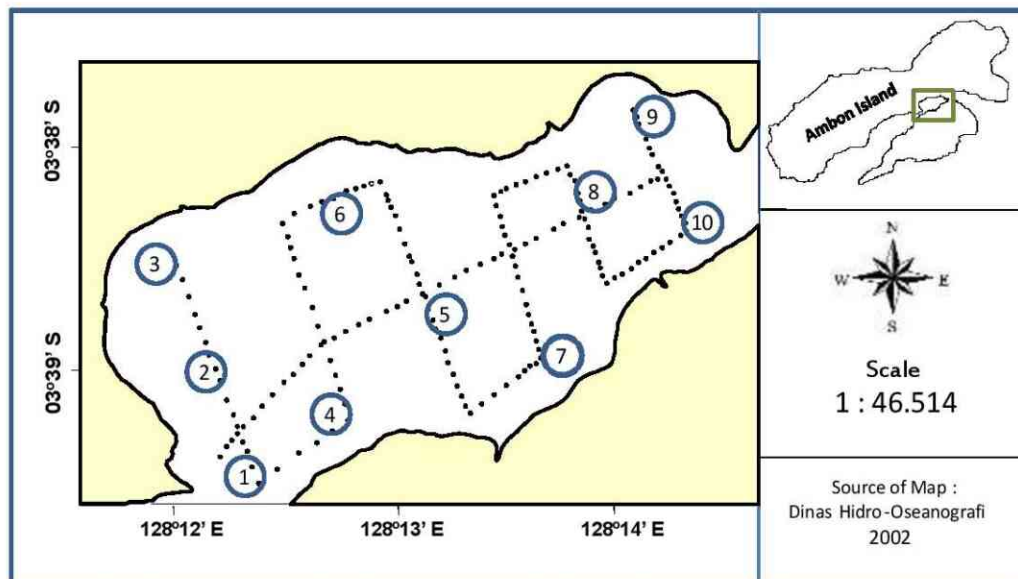 03°38' S
03°39' S
1
2
3
4
5
6
7
8
9
10
128°12' E
128°13' E
128°14' E
Ambon Island
N
W E
S
Scale
1 : 46.514
Source of Map :
Dinas Hidro-Oseanografi
2002